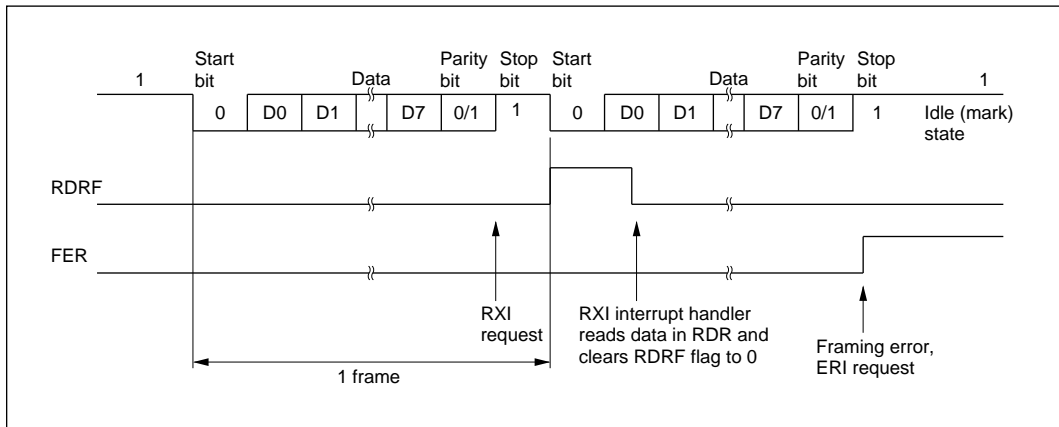 Start bit
Data
Parity bit
Stop bit
Start bit
Data
Parity bit
Stop bit
1
1
0
D0
D1
D7
0/1
1
0
D0
D1
D7
0/1
1
Idle (mark) state
RDRF
FER
RXI request
RXI interrupt handler
reads data in RDR and
clears RDRF flag to 0
Framing error,
ERI request
1 frame